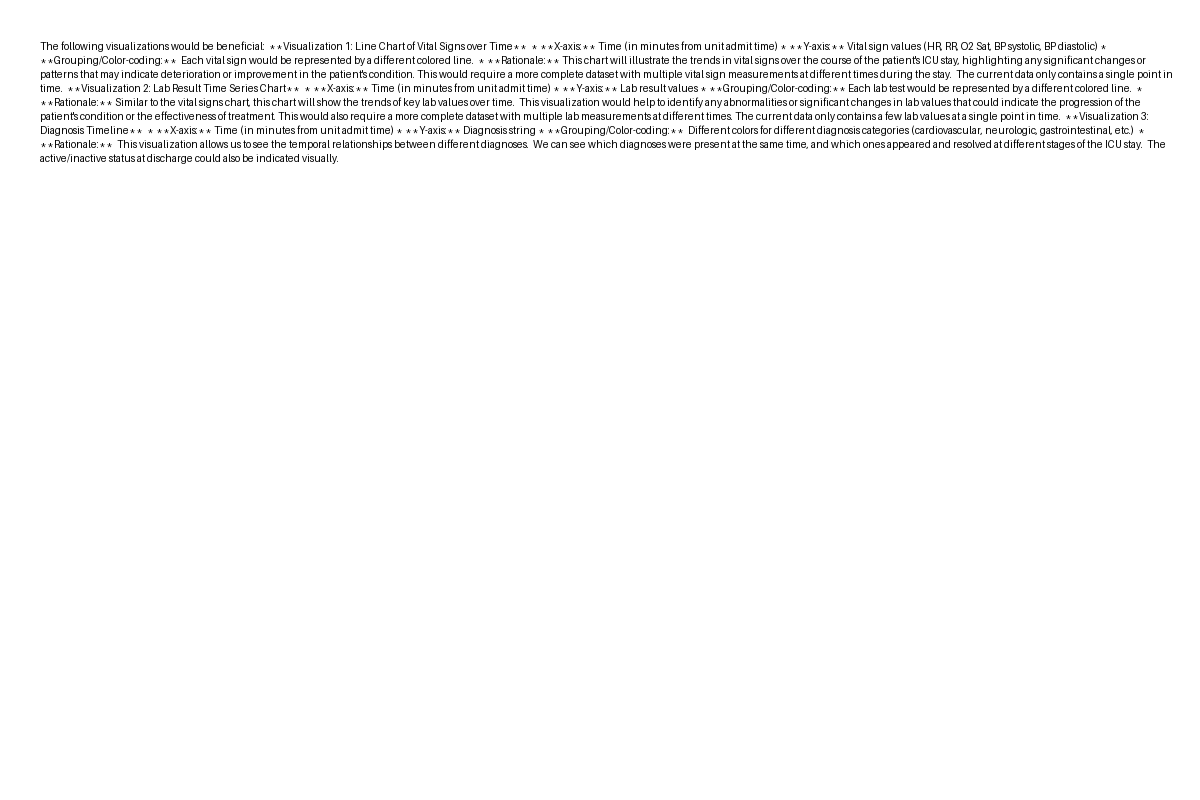 The following visualizations would be beneficial:  **Visualization 1: Line Chart of Vital Signs over Time**  * **X-axis:** Time (in minutes from unit admit time) * **Y-axis:** Vital sign values (HR, RR, O2 Sat, BP systolic, BP diastolic) *
**Grouping/Color-coding:**  Each vital sign would be represented by a different colored line.  * **Rationale:** This chart will illustrate the trends in vital signs over the course of the patient's ICU stay, highlighting any significant changes or
patterns that may indicate deterioration or improvement in the patient's condition. This would require a more complete dataset with multiple vital sign measurements at different times during the stay.  The current data only contains a single point in
time.  **Visualization 2: Lab Result Time Series Chart**  * **X-axis:**  Time (in minutes from unit admit time) * **Y-axis:** Lab result values * **Grouping/Color-coding:** Each lab test would be represented by a different colored line.  *
**Rationale:** Similar to the vital signs chart, this chart will show the trends of key lab values over time.  This visualization would help to identify any abnormalities or significant changes in lab values that could indicate the progression of the
patient's condition or the effectiveness of treatment. This would also require a more complete dataset with multiple lab measurements at different times. The current data only contains a few lab values at a single point in time.  **Visualization 3:
Diagnosis Timeline**  * **X-axis:** Time (in minutes from unit admit time) * **Y-axis:** Diagnosis string * **Grouping/Color-coding:**  Different colors for different diagnosis categories (cardiovascular, neurologic, gastrointestinal, etc.)  *
**Rationale:**  This visualization allows us to see the temporal relationships between different diagnoses.  We can see which diagnoses were present at the same time, and which ones appeared and resolved at different stages of the ICU stay.  The
active/inactive status at discharge could also be indicated visually.